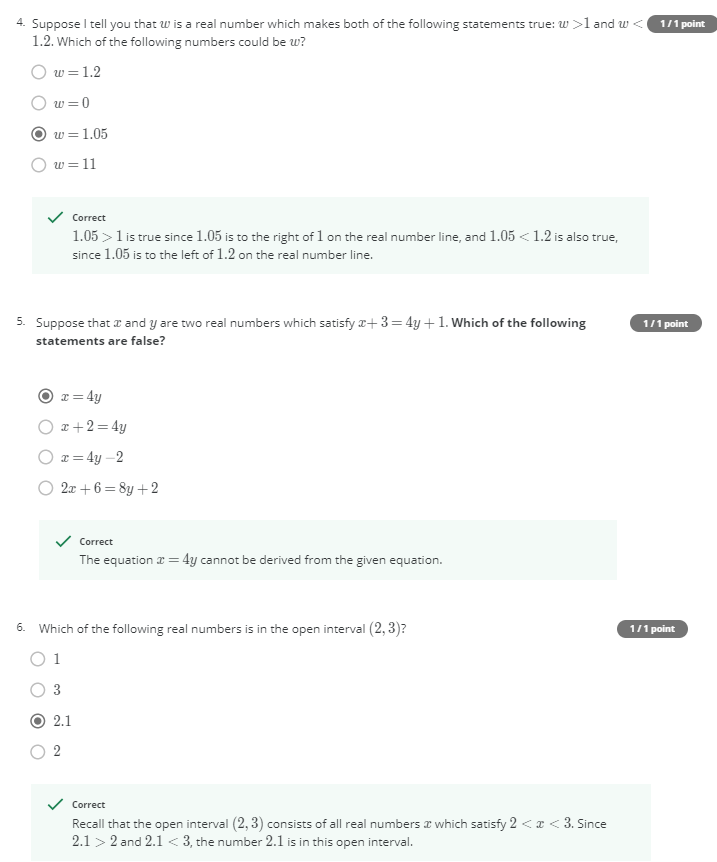 4. Suppose I tell you that w is a real number which makes both of the following statements true: w >1 and w < 1 / 1 point
1.2. Which of the following numbers could be w?
w = 1.2
w = 0
w = 1.05
w = 11
Correct
1.05 > 1 is true since 1.05 is to the right of 1 on the real number line, and 1.05 < 1.2 is also true,
since 1.05 is to the left of 1.2 on the real number line.
5. Suppose that x and y are two real numbers which satisfy x+ 3 = 4y + 1. Which of the following 1 / 1 point
statements are false?
x = 4y
x + 2 = 4y
x = 4y –2
2x + 6 = 8y + 2
Correct
The equation x = 4y cannot be derived from the given equation.
6. Which of the following real numbers is in the open interval (2, 3)? 1 / 1 point
1
3
2.1
2
Correct
Recall that the open interval (2, 3) consists of all real numbers x which satisfy 2 < x < 3. Since
2.1 > 2 and 2.1 < 3, the number 2.1 is in this open interval.